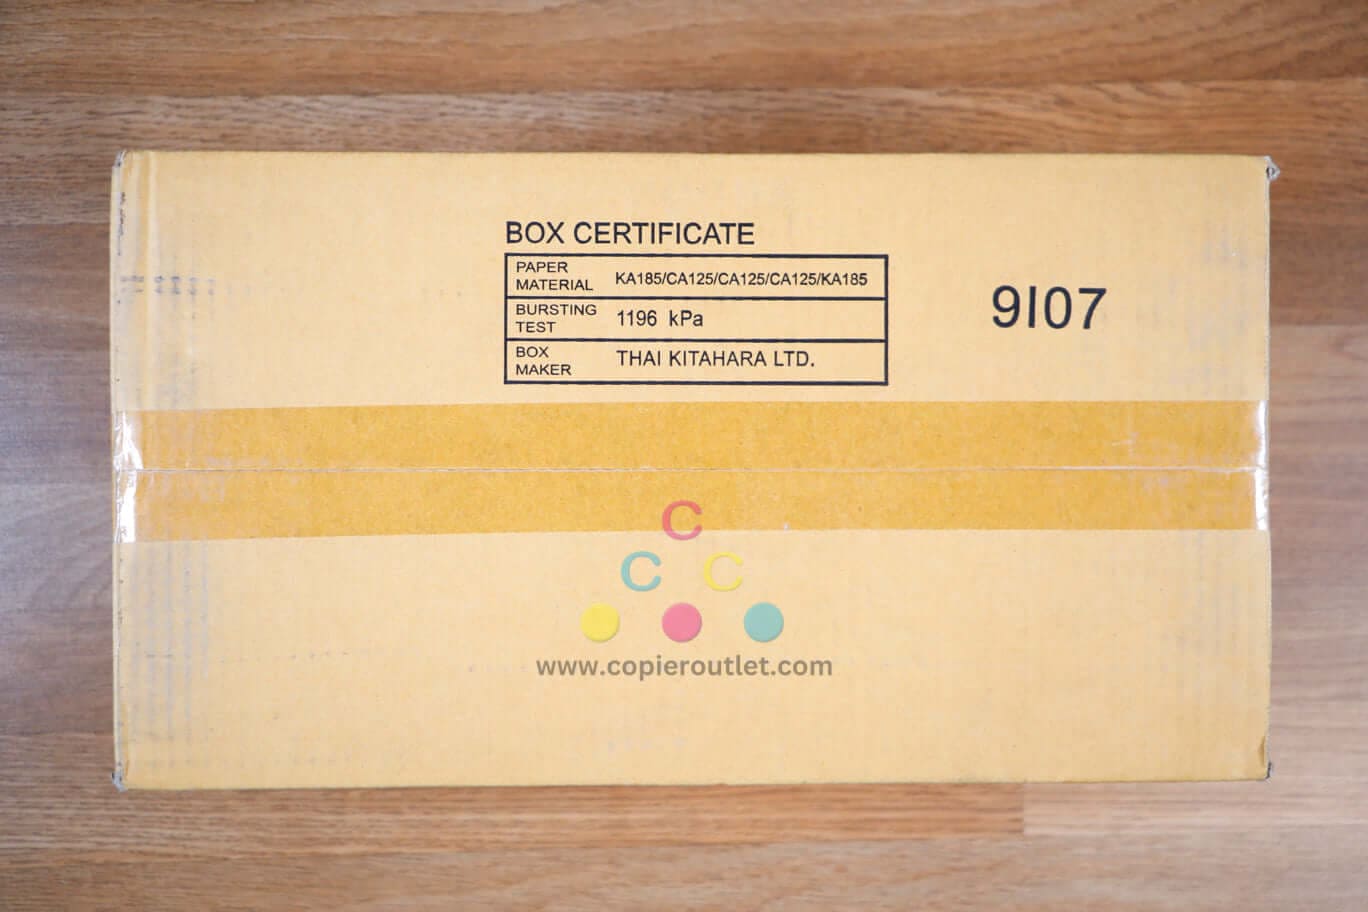 BOX CERTIFICATE
PAPER
MATERIAL KA185/CA125/CA125/CA125/KA185
BURSTING
TEST 1196 kPa
BOX
MAKER THAI KITAHARA LTD.
9I07
C
C C
www.copieroutlet.com